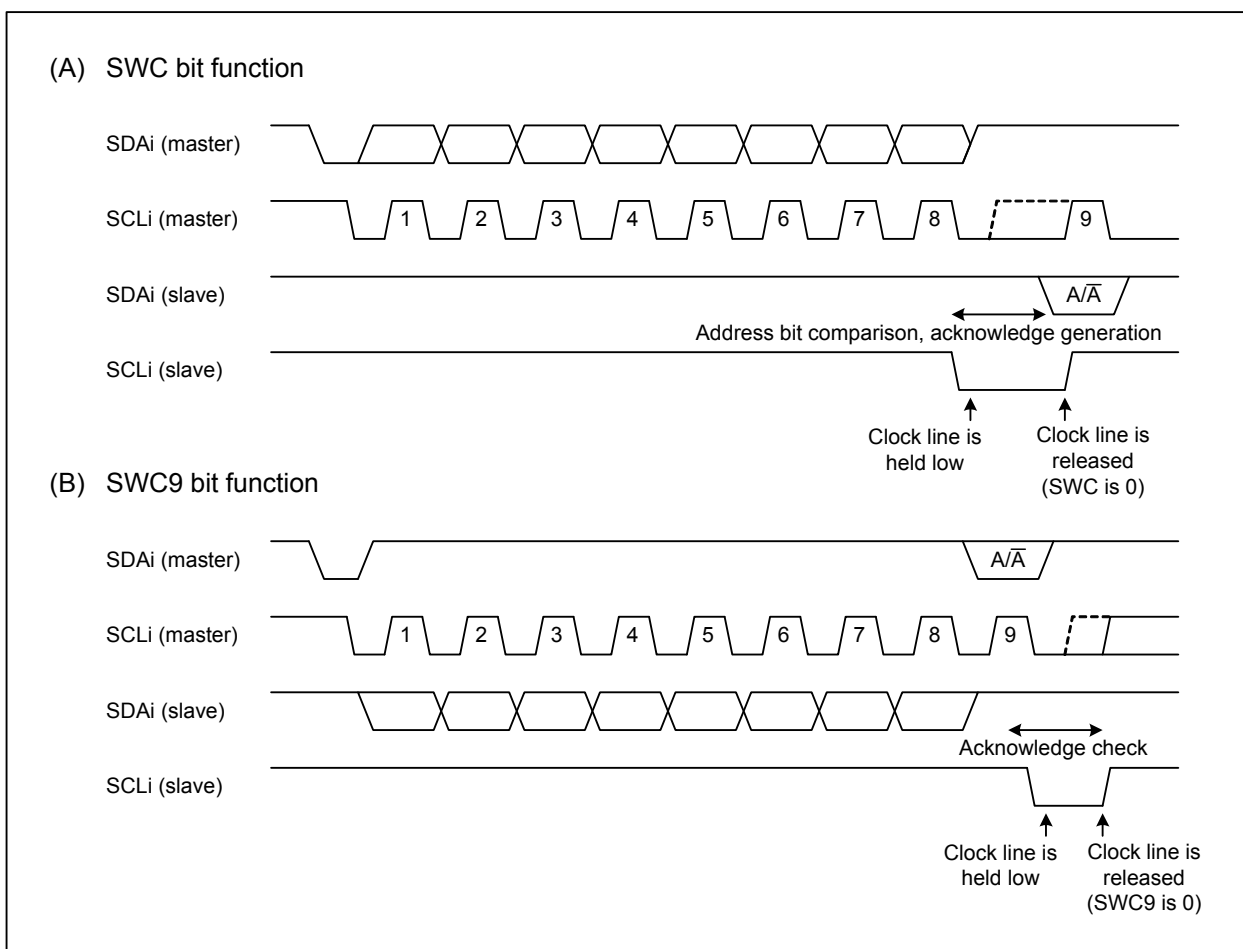 (A) SWC bit function
SDAi (master)
SCLi (master) 1 2 3 4 5 6 7 8 9
SDAi (slave) A/A̅
Address bit comparison, acknowledge generation
SCLi (slave)
Clock line is held low
Clock line is released (SWC is 0)
(B) SWC9 bit function
SDAi (master) A/A̅
SCLi (master) 1 2 3 4 5 6 7 8 9
SDAi (slave)
Acknowledge check
SCLi (slave)
Clock line is held low
Clock line is released (SWC9 is 0)